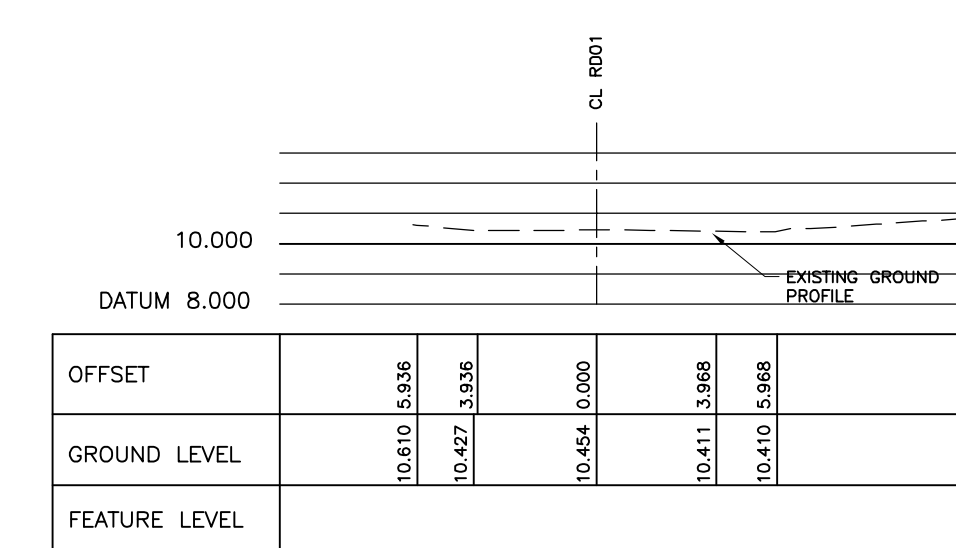 CL RD01
10.000
DATUM 8.000
EXISTING GROUND
PROFILE
OFFSET 5.936 3.936 0.000 3.968 5.968
GROUND LEVEL 10.610 10.427 10.454 10.411 10.410
FEATURE LEVEL